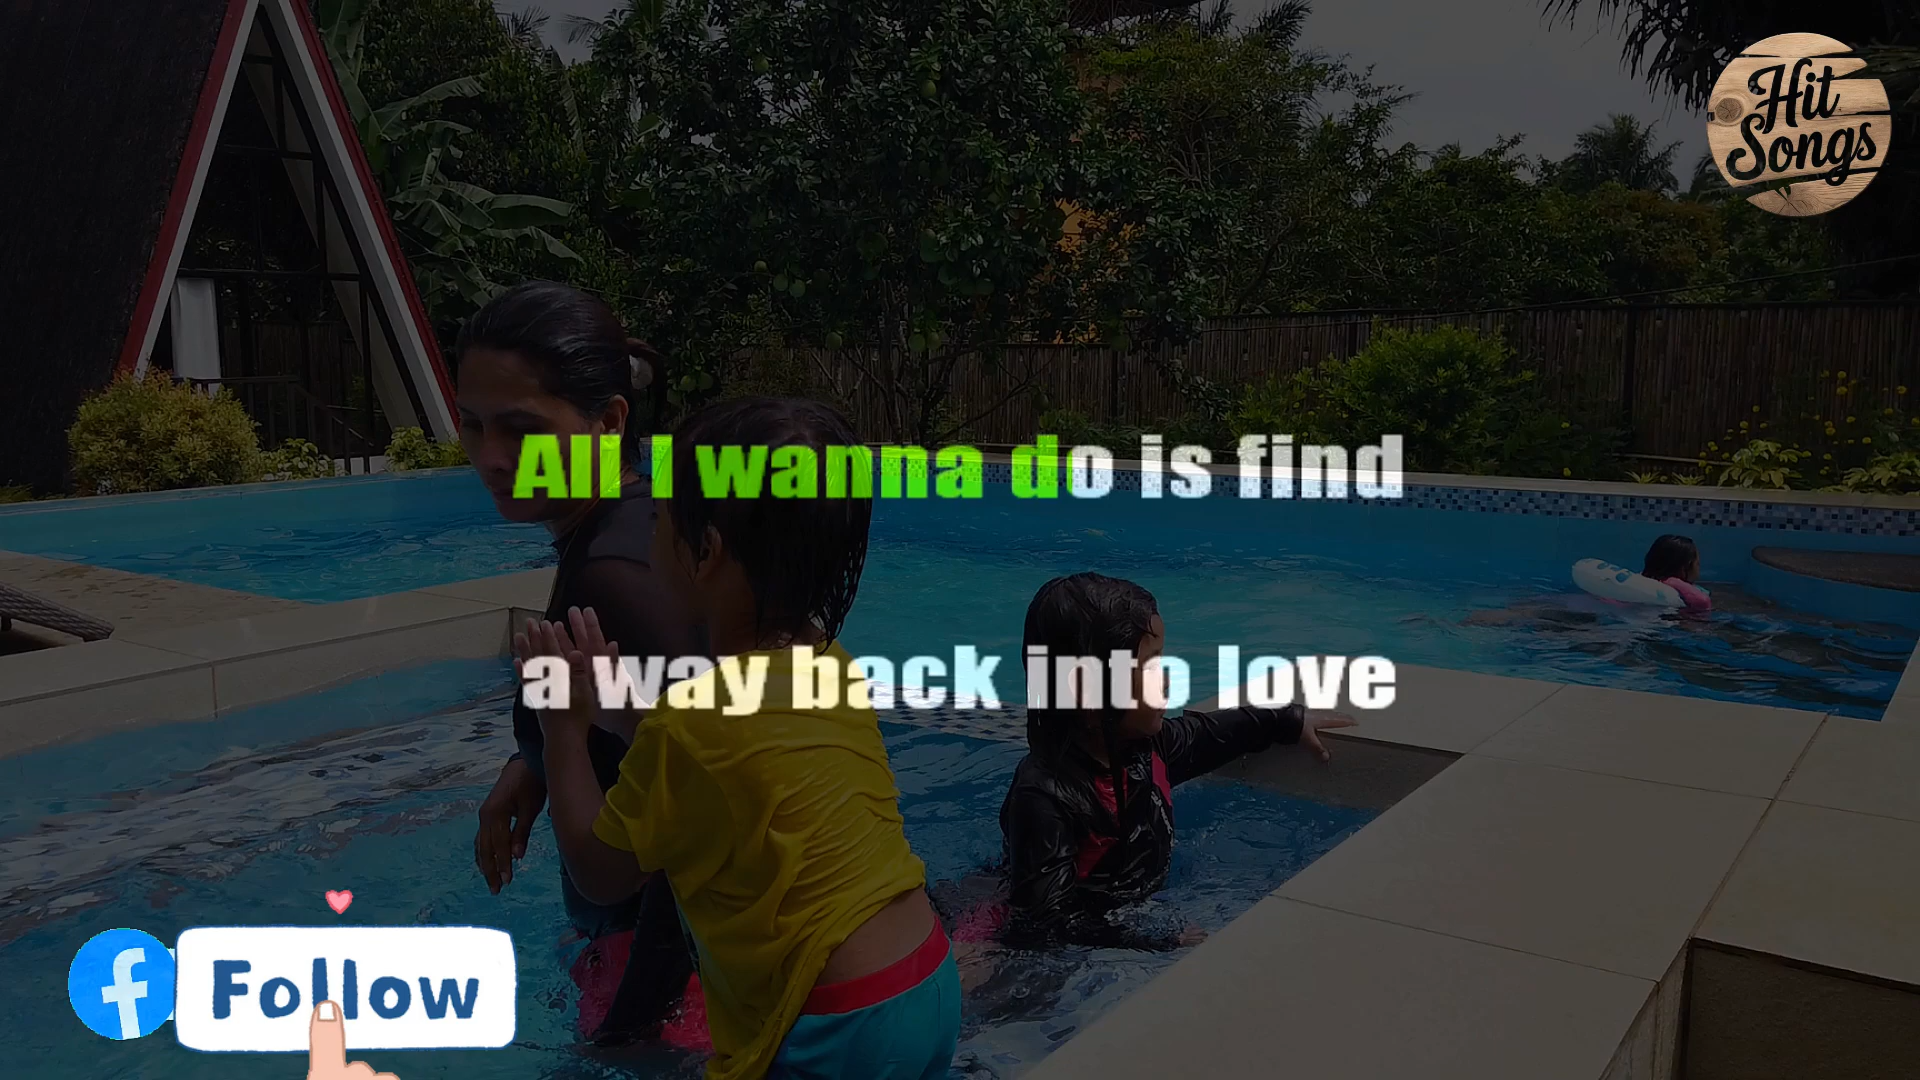 Hit
Songs
All I wanna do is find
a way back into love
Follow